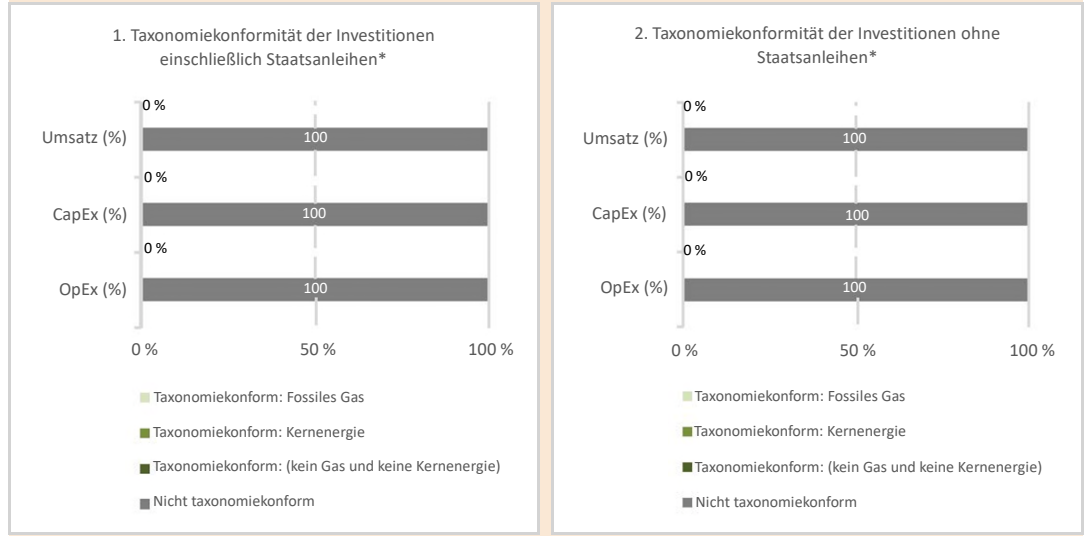 1. Taxonomiekonformität der Investitionen
einschließlich Staatsanleihen*
0 %
Umsatz (%)
100
0 %
CapEx (%)
100
0 %
OpEx (%)
100
0 %
50 %
100 %
Taxonomiekonform: Fossiles Gas
Taxonomiekonform: Kernenergie
Taxonomiekonform: (kein Gas und keine Kernenergie)
Nicht taxonomiekonform
2. Taxonomiekonformität der Investitionen ohne
Staatsanleihen*
0 %
Umsatz (%)
100
0 %
CapEx (%)
100
0 %
OpEx (%)
100
0 %
50 %
100 %
Taxonomiekonform: Fossiles Gas
Taxonomiekonform: Kernenergie
Taxonomiekonform: (kein Gas und keine Kernenergie)
Nicht taxonomiekonform